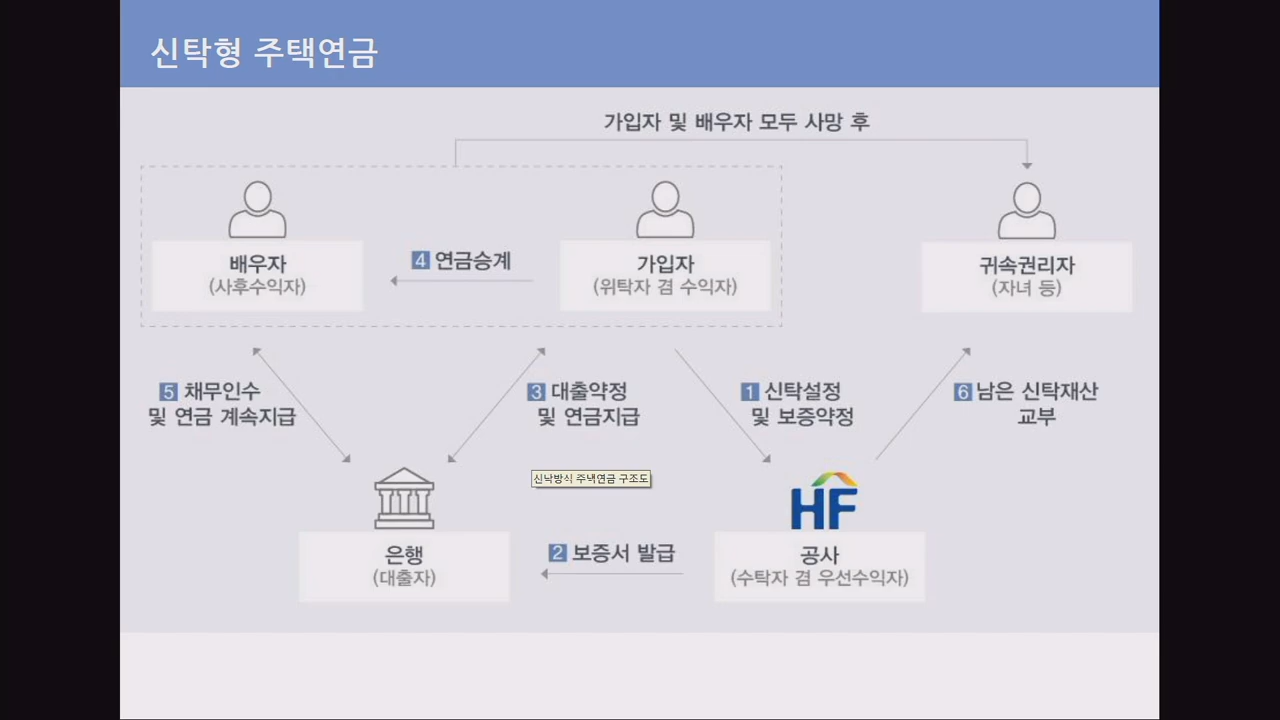 신탁형 주택연금
가입자 및 배우자 모두 사망 후
배우자
(사후수익자)
4 연금승계
가입자
(위탁자 겸 수익자)
귀속권리자
(자녀 등)
5 채무인수
및 연금 계속지급
3 대출약정
및 연금지급
1 신탁설정
및 보증약정
6 남은 신탁재산
교부
신탁방식 주택연금 구조도
HF
은행
(대출자)
2 보증서 발급
공사
(수탁자 겸 우선수익자)